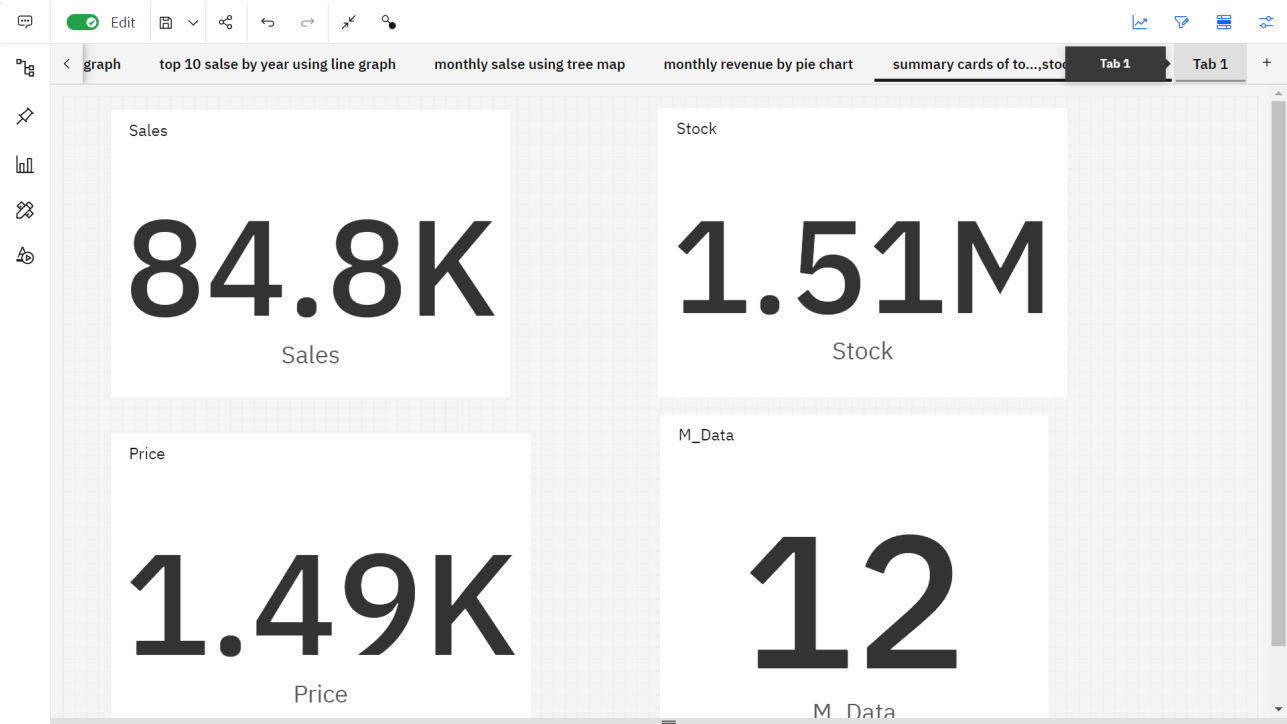 Edit
graph
top 10 salse by year using line graph
monthly salse using tree map
monthly revenue by pie chart
summary cards of to...,stoc
Tab 1
Tab 1
Sales
84.8K
Sales
Stock
1.51M
Stock
Price
1.49K
Price
M_Data
12
M_Data